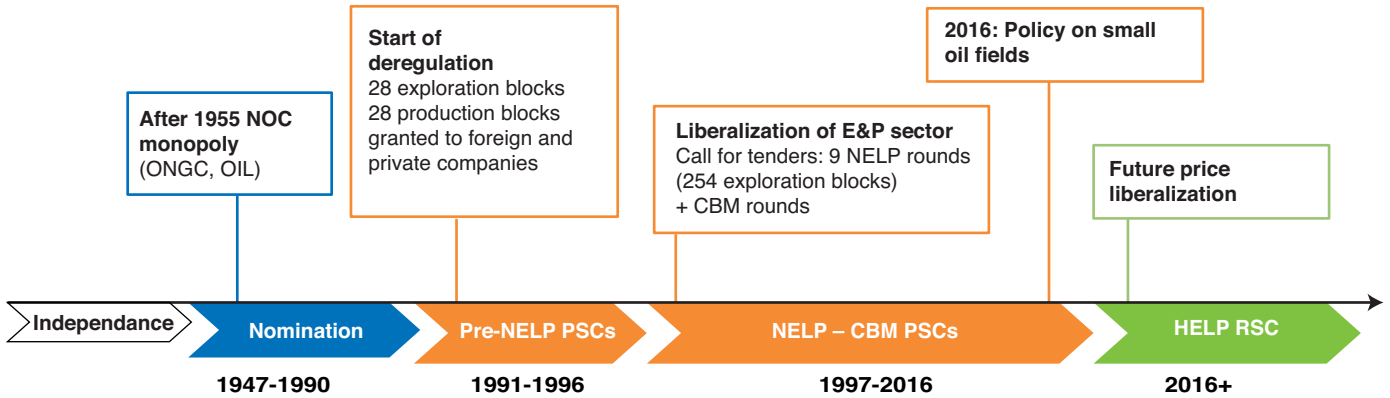 After 1955 NOC
monopoly
(ONGC, OIL)
Start of
deregulation
28 exploration blocks
28 production blocks
granted to foreign and
private companies
Liberalization of E&P sector
Call for tenders: 9 NELP rounds
(254 exploration blocks)
+ CBM rounds
2016: Policy on small
oil fields
Future price
liberalization
Independance
Nomination
Pre-NELP PSCs
NELP – CBM PSCs
HELP RSC
1947-1990
1991-1996
1997-2016
2016+